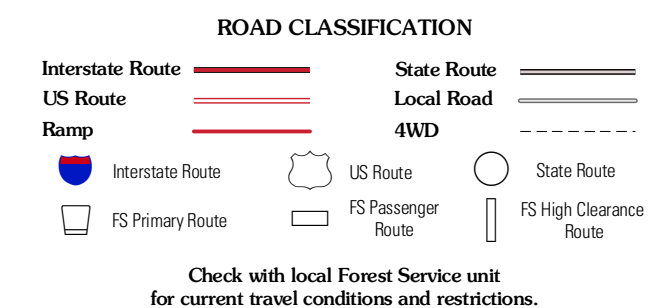 ROAD CLASSIFICATION
Interstate Route
State Route
US Route
Local Road
Ramp
4WD
Interstate Route
US Route
State Route
FS Primary Route
FS Passenger
Route
FS High Clearance
Route
Check with local Forest Service unit
for current travel conditions and restrictions.